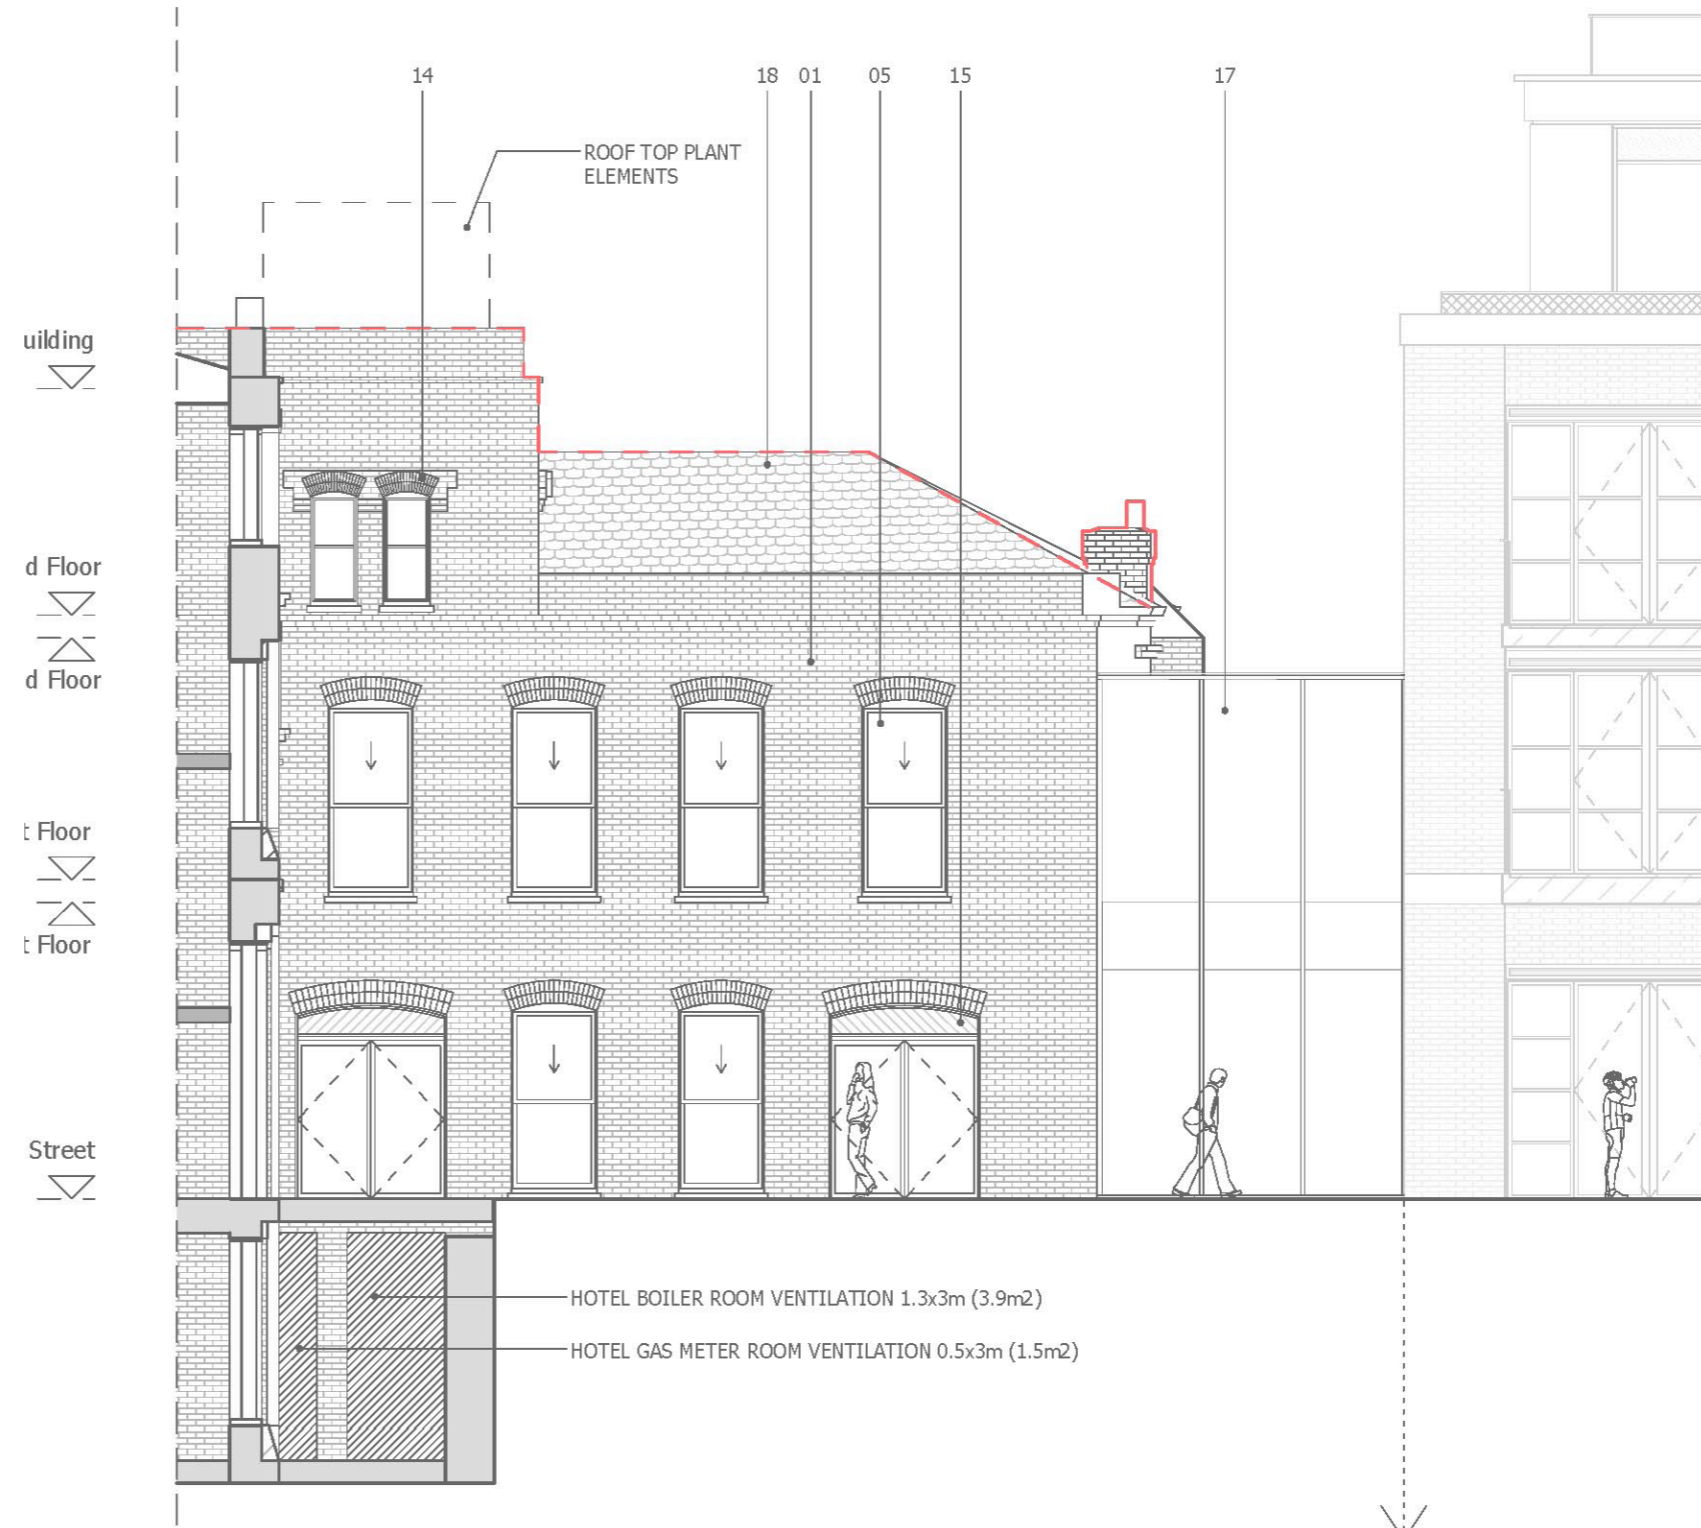 14 18 01 05 15 17
ROOF TOP PLANT
ELEMENTS
uilding
d Floor
d Floor
t Floor
t Floor
Street
HOTEL BOILER ROOM VENTILATION 1.3x3m (3.9m2)
HOTEL GAS METER ROOM VENTILATION 0.5x3m (1.5m2)